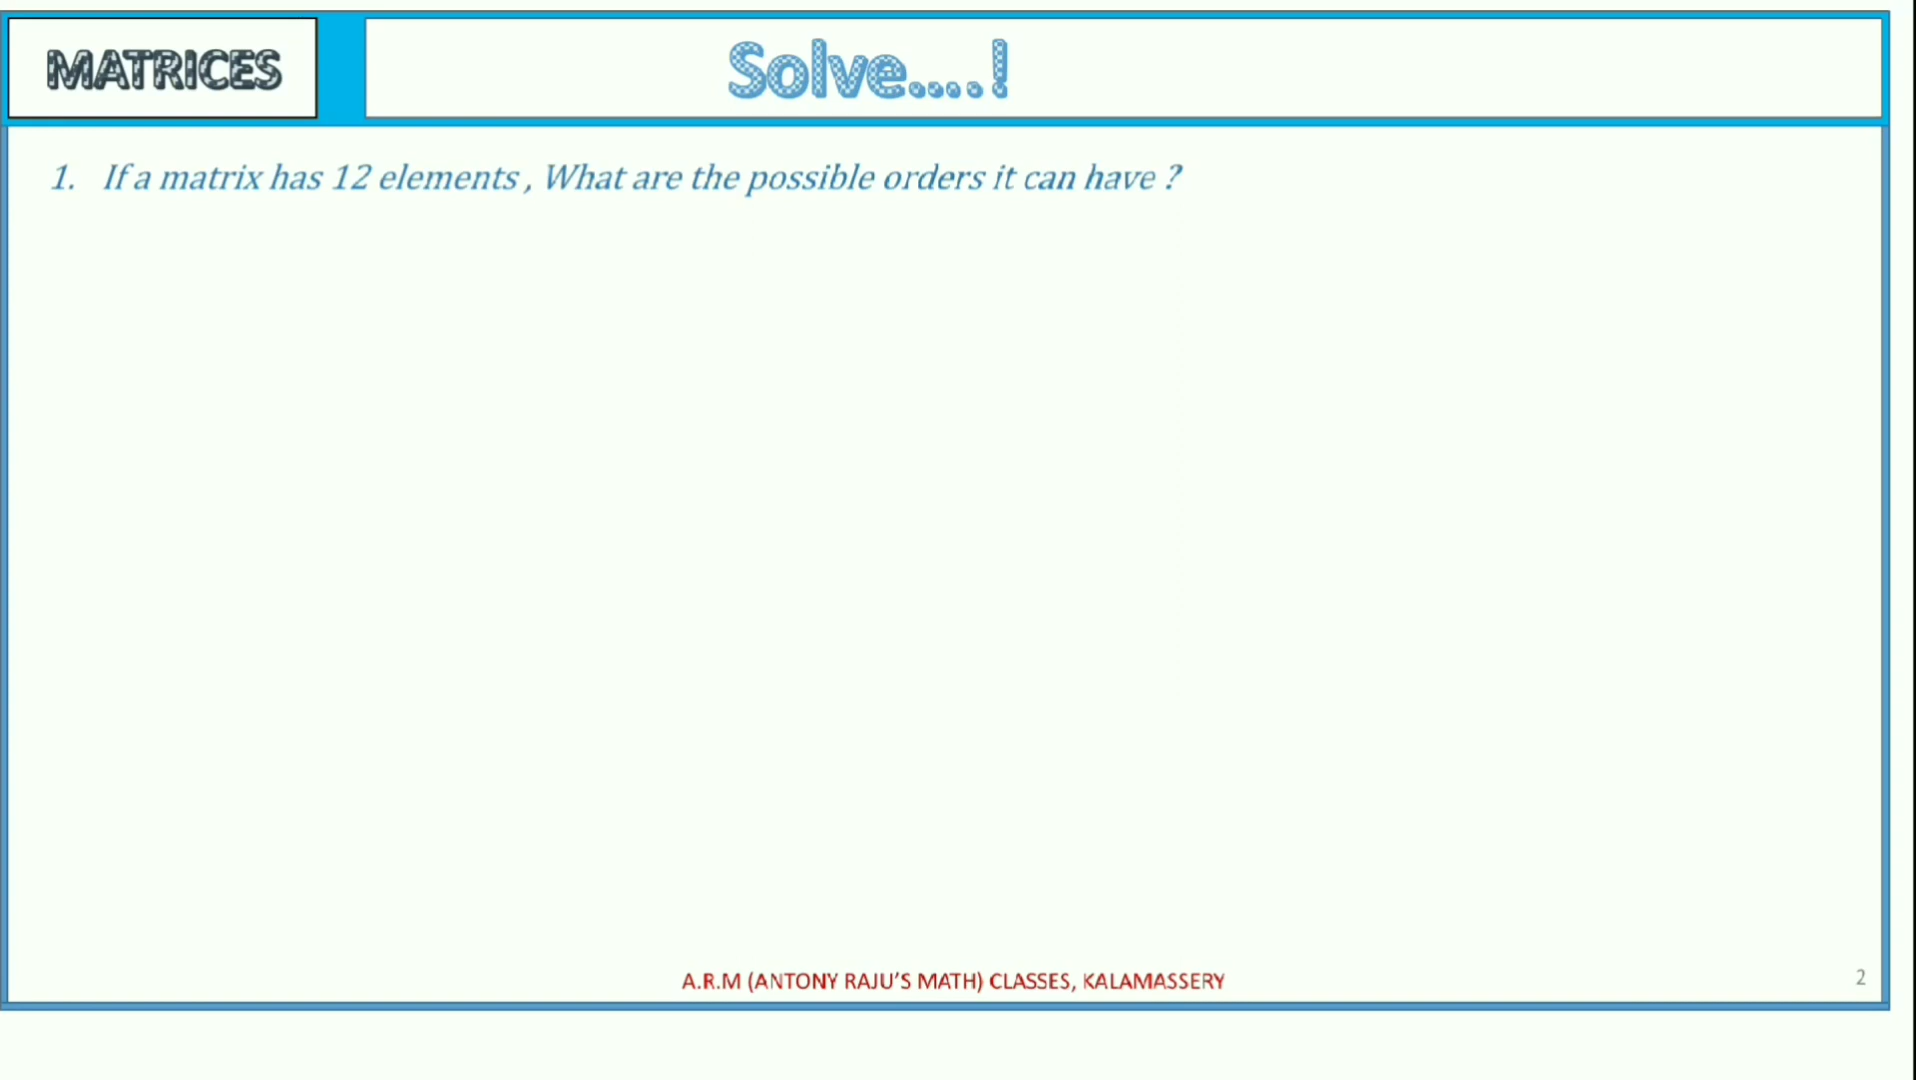 MATRICES
Solve....!
1. If a matrix has 12 elements , What are the possible orders it can have ?
A.R.M (ANTONY RAJU’S MATH) CLASSES, KALAMASSERY
2